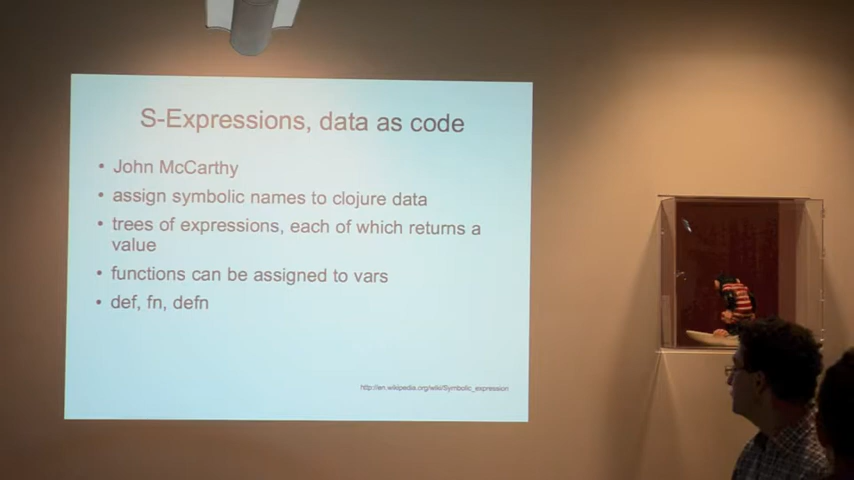 S-Expressions, data as code
• John McCarthy
• assign symbolic names to clojure data
• trees of expressions, each of which returns a
value
• functions can be assigned to vars
• def, fn, defn
http://en.wikipedia.org/wiki/Symbolic_expression